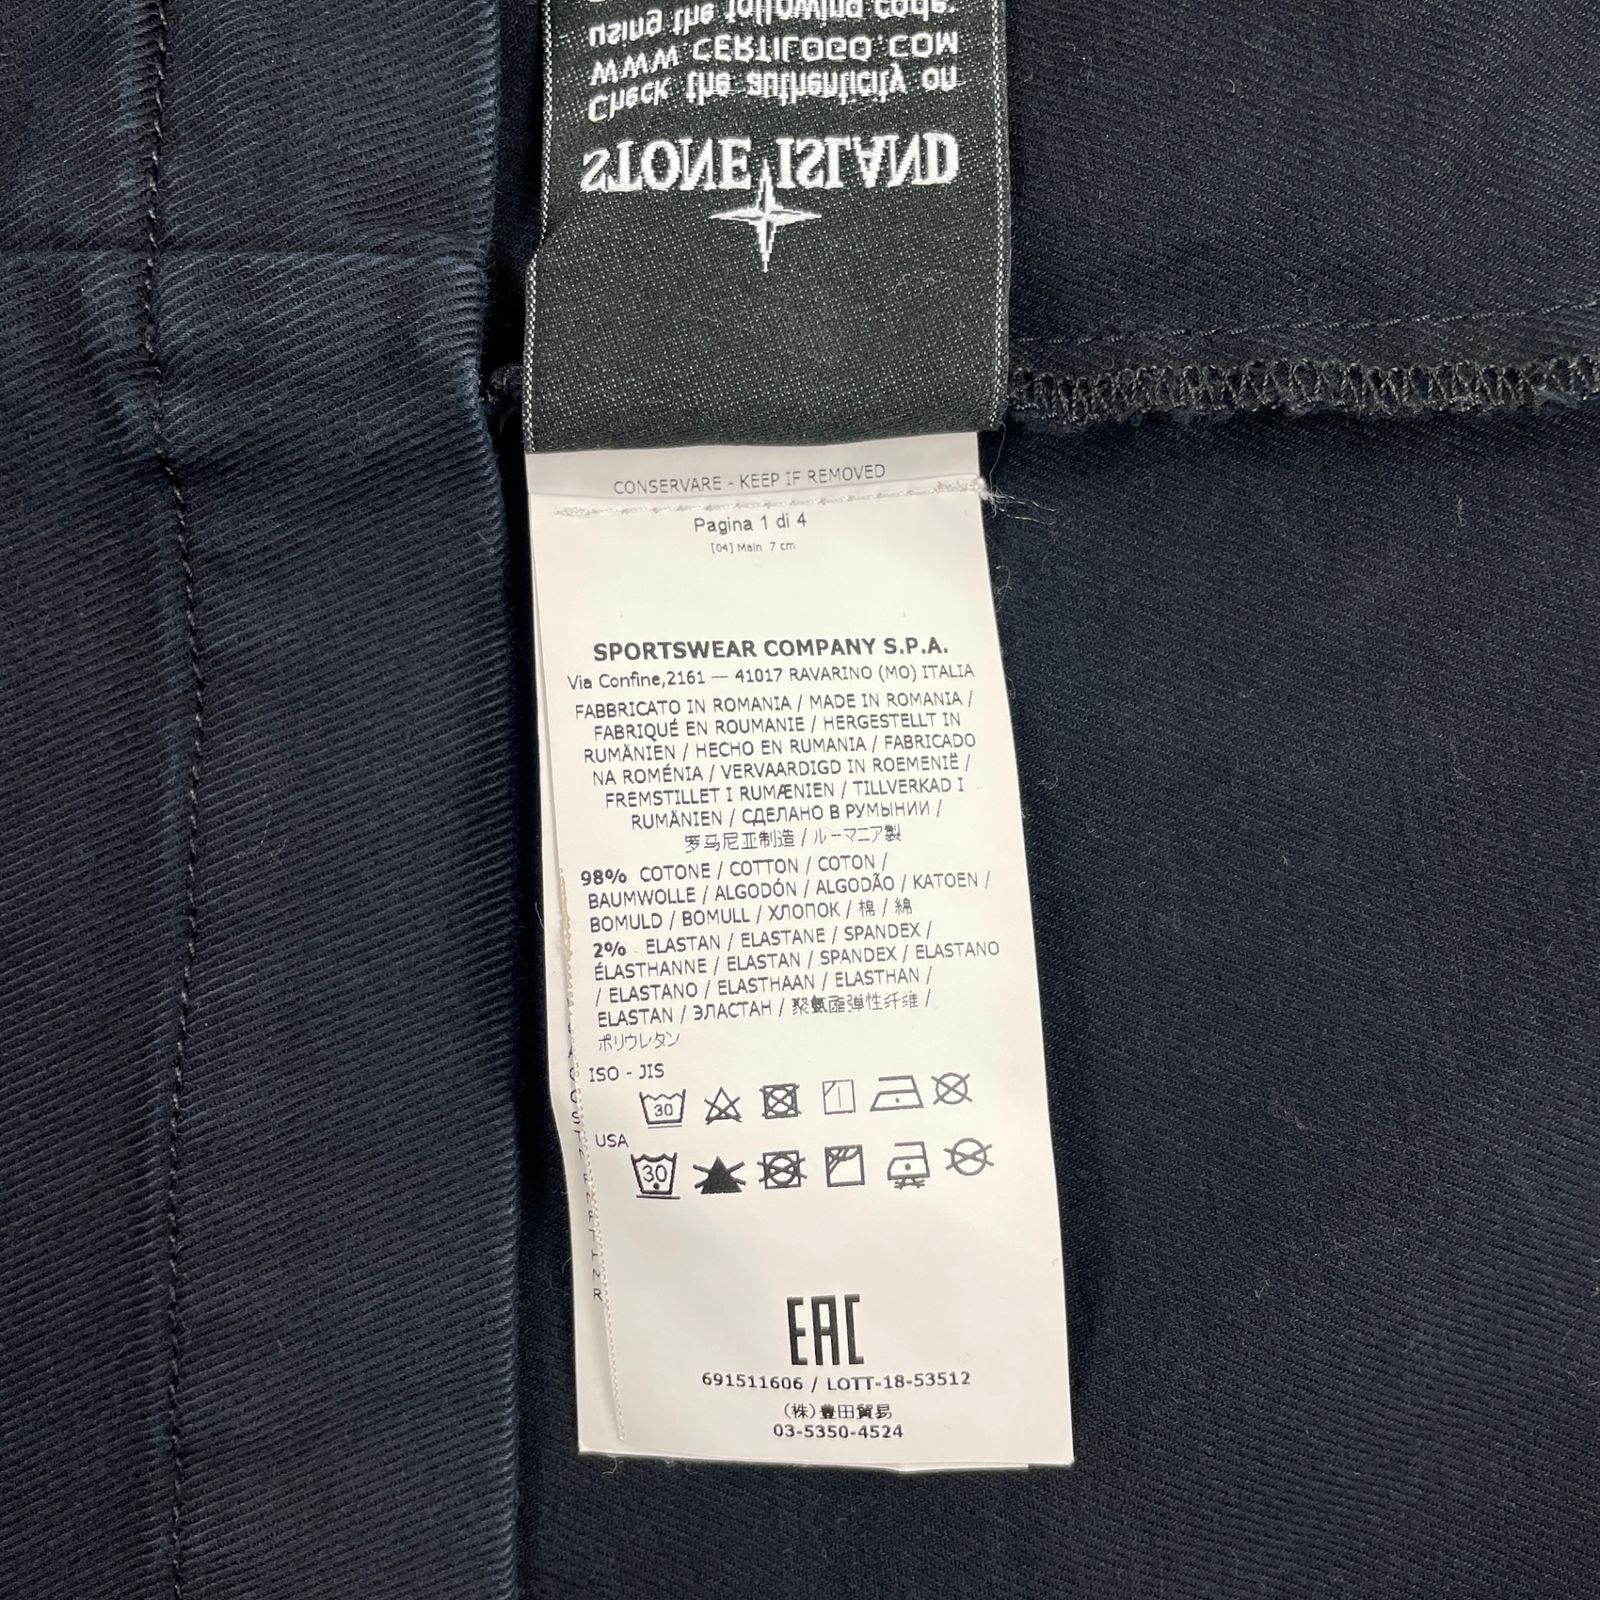 using the following code:
WWW.CERTILOGO.COM
Check the authenticity on
STONE ISLAND
CONSERVARE - KEEP IF REMOVED
Pagina 1 di 4
[04] Main 7 cm
SPORTSWEAR COMPANY S.P.A.
Via Confine,2161 — 41017 RAVARINO (MO) ITALIA
FABBRICATO IN ROMANIA / MADE IN ROMANIA /
FABRIQUÉ EN ROUMANIE / HERGESTELLT IN
RUMÄNIEN / HECHO EN RUMANIA / FABRICADO
NA ROMÉNIA / VERVAARDIGD IN ROEMENIË /
FREMSTILLET I RUMÆNIEN / TILLVERKAD I
RUMÄNIEN / СДЕЛАНО В РУМЫНИИ /
罗马尼亚制造 / ルーマニア製
98% COTONE / COTTON / COTON /
BAUMWOLLE / ALGODÓN / ALGODÃO / KATOEN /
BOMULD / BOMULL / ХЛОПОК / 棉 / 綿
2% ELASTAN / ELASTANE / SPANDEX /
ÉLASTHANNE / ELASTAN / SPANDEX / ELASTANO
/ ELASTANO / ELASTHAAN / ELASTHAN /
ELASTAN / ЭЛАСТАН / 聚氨酯弹性纤维 /
ポリウレタン
ISO - JIS
30
USA
30
EAC
691511606 / LOTT-18-53512
(株)豊田貿易
03-5350-4524